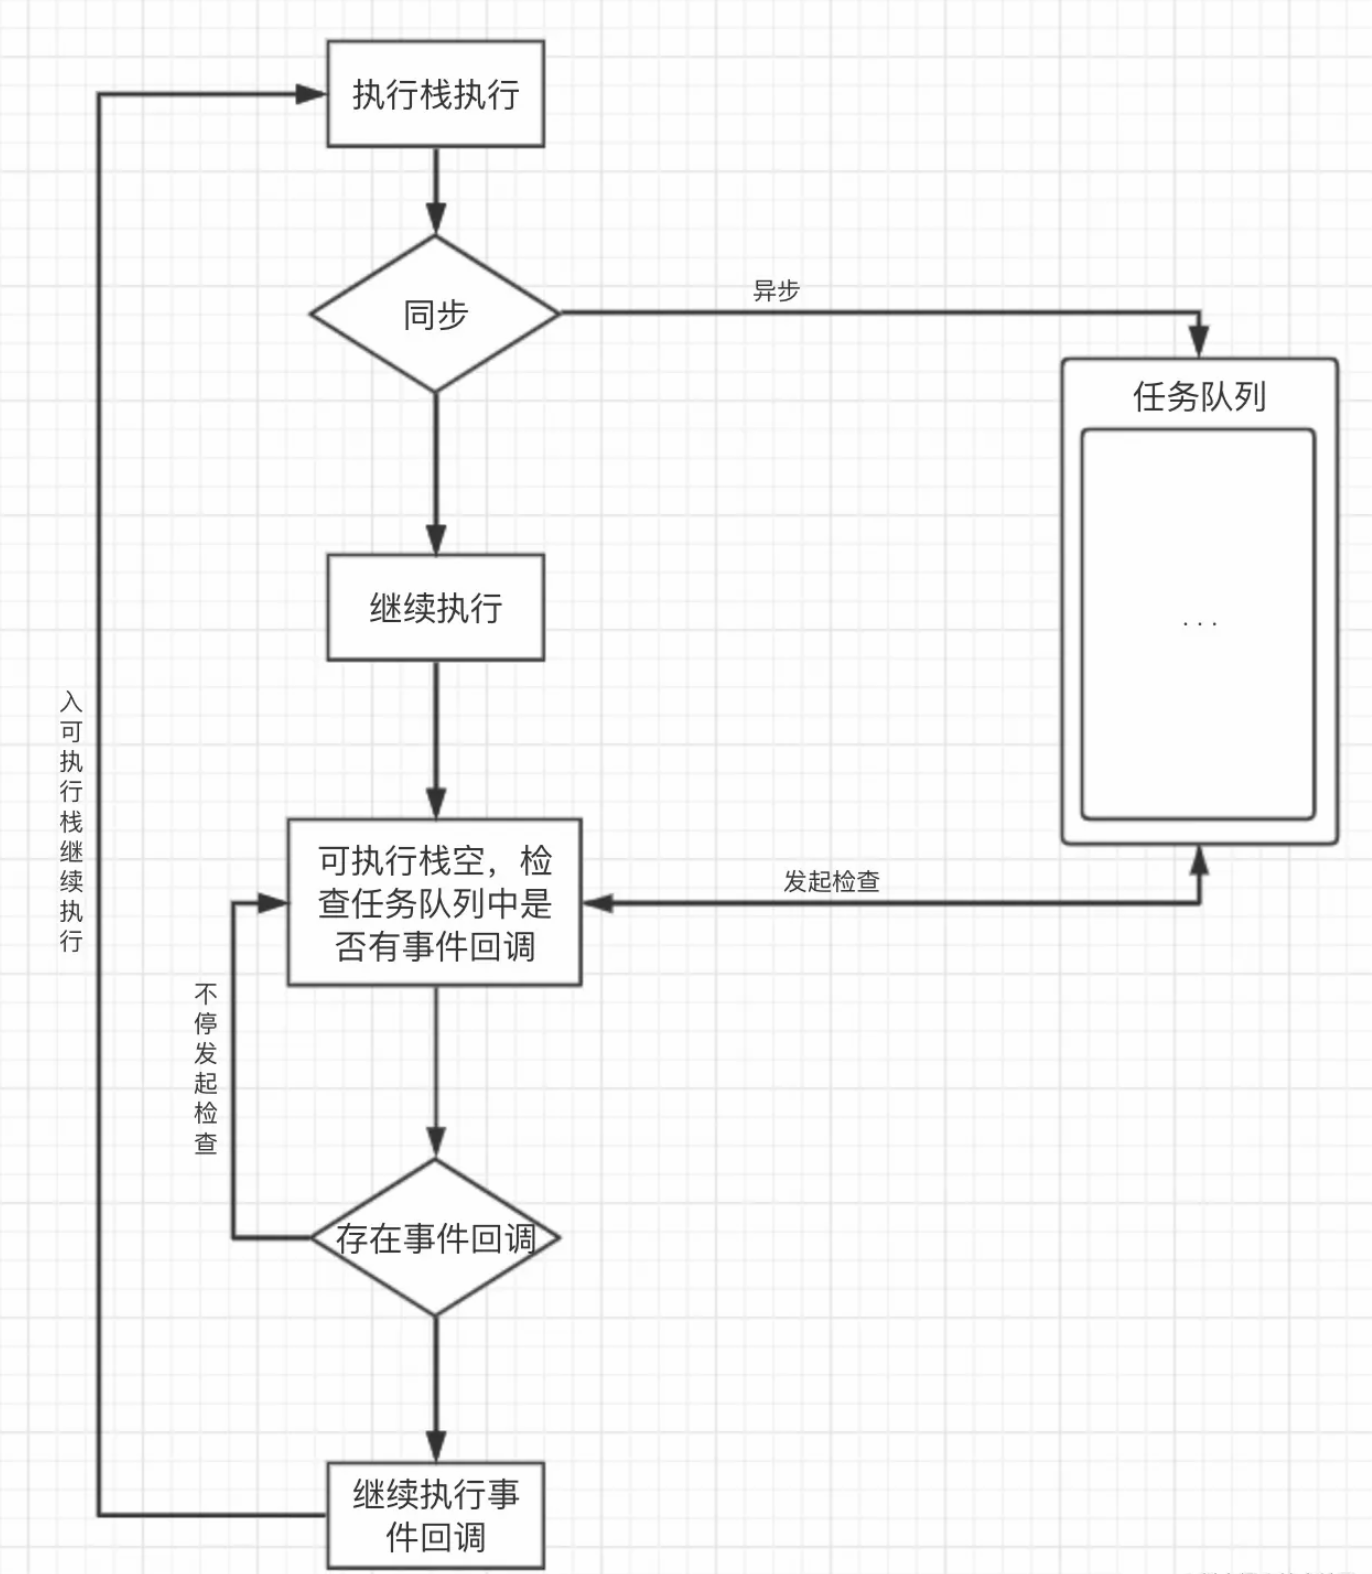 执行栈执行
同步
异步
任务队列
...
继续执行
入可执行栈继续执行
可执行栈空，检
查任务队列中是
否有事件回调
发起检查
不停发起检查
存在事件回调
继续执行事
件回调